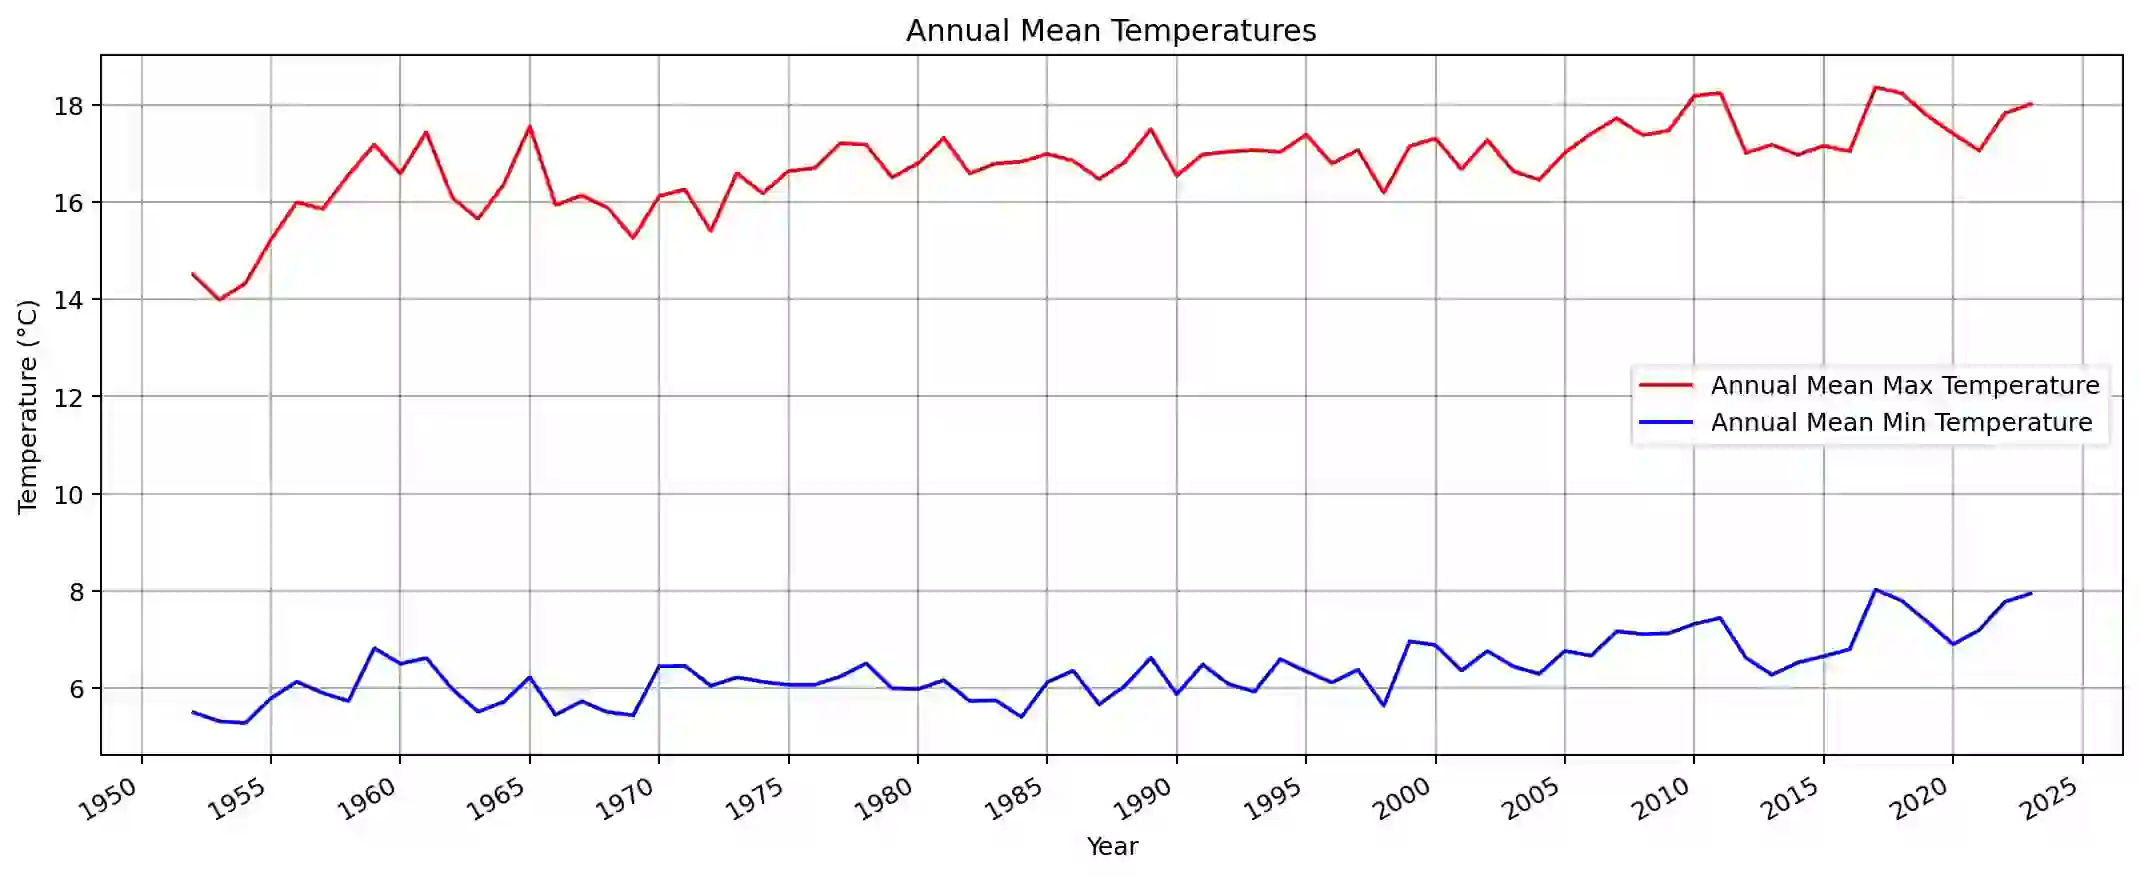 Annual Mean Temperatures
Temperature (°C)
18
16
14
12
10
8
6
Annual Mean Max Temperature
Annual Mean Min Temperature
1950 1955 1960 1965 1970 1975 1980 1985 1990 1995 2000 2005 2010 2015 2020 2025
Year